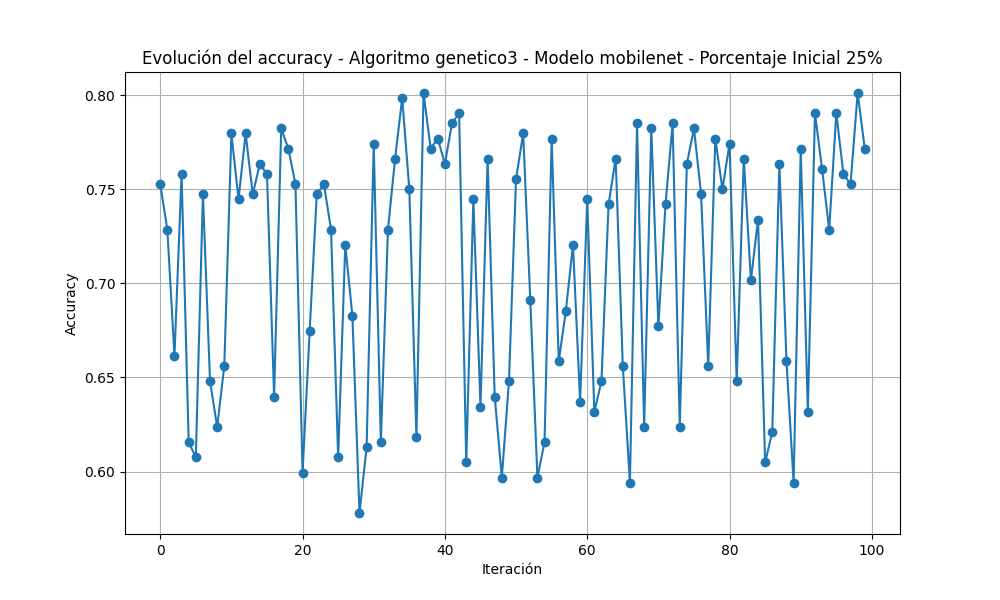 Evolución del accuracy - Algoritmo genetico3 - Modelo mobilenet - Porcentaje Inicial 25%
Accuracy
0.80
0.75
0.70
0.65
0.60
0 20 40 60 80 100
Iteración